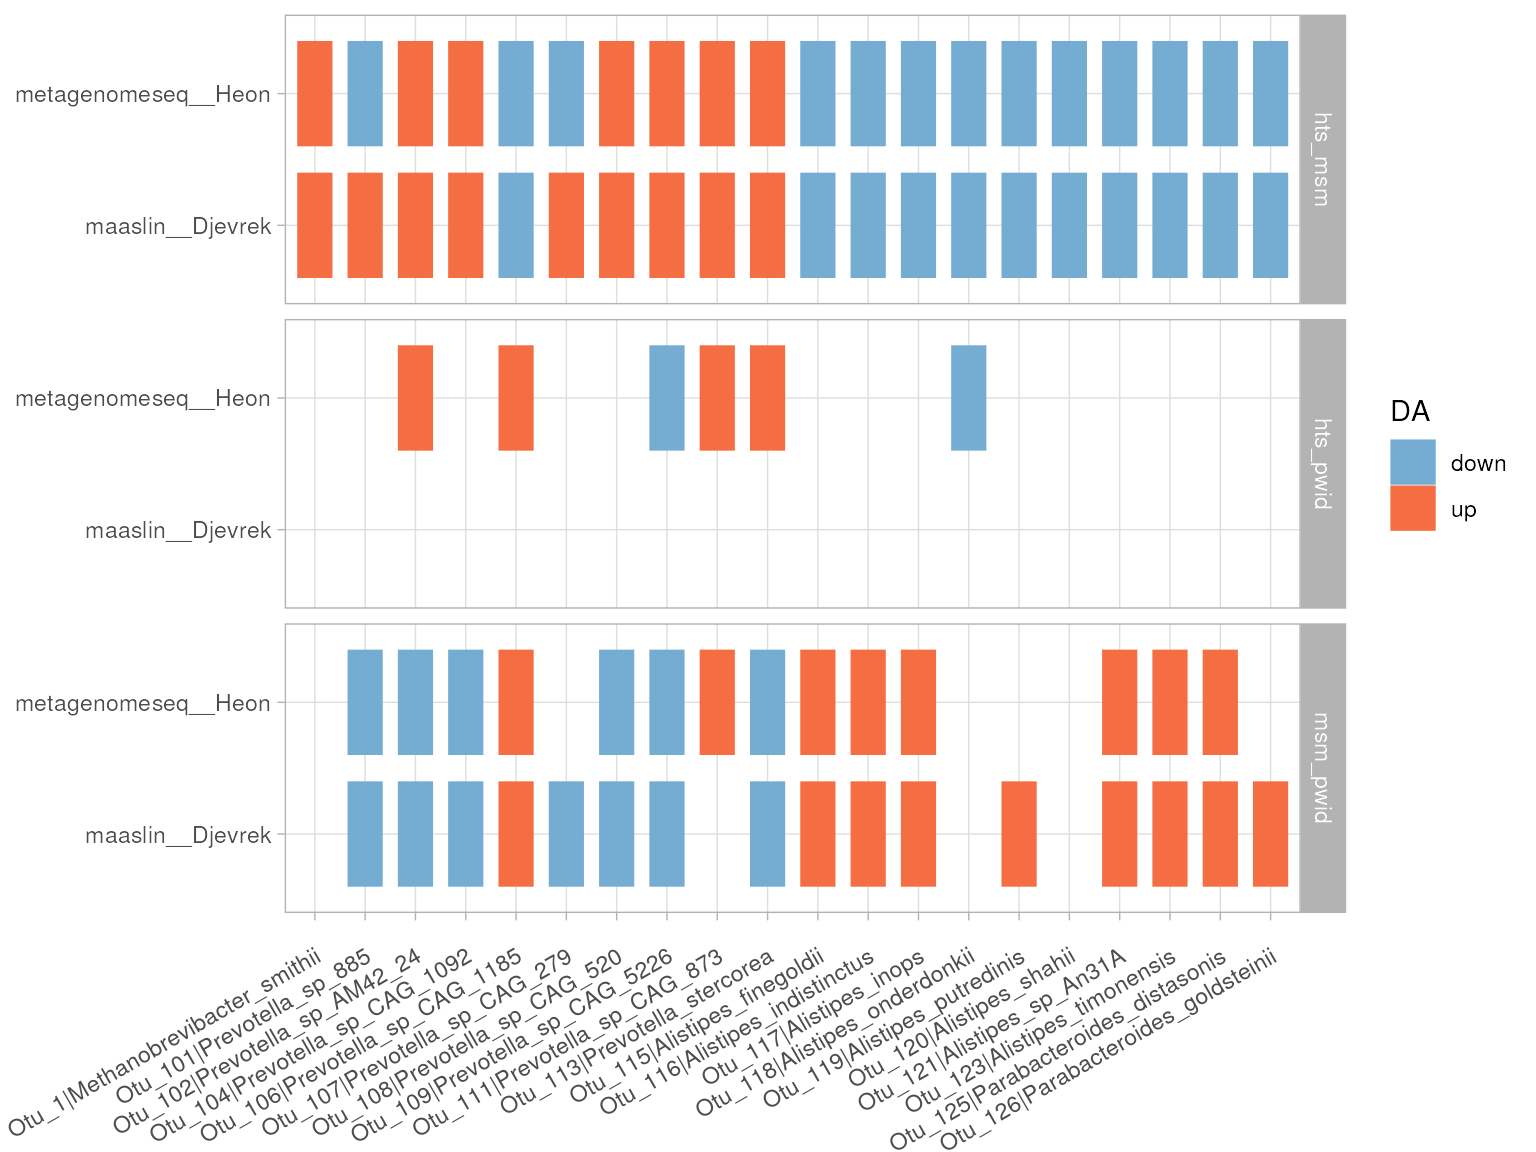 metagenomeseq__Heon
maaslin__Djevrek
hts_msm
metagenomeseq__Heon
maaslin__Djevrek
hts_pwid
metagenomeseq__Heon
maaslin__Djevrek
msm_pwid
DA
down
up
Otu_1|Methanobrevibacter_smithii
Otu_101|Prevotella_sp_885
Otu_102|Prevotella_sp_AM42_24
Otu_104|Prevotella_sp_CAG_1092
Otu_106|Prevotella_sp_CAG_1185
Otu_107|Prevotella_sp_CAG_279
Otu_108|Prevotella_sp_CAG_520
Otu_109|Prevotella_sp_CAG_5226
Otu_111|Prevotella_sp_CAG_873
Otu_113|Prevotella_stercorea
Otu_115|Alistipes_finegoldii
Otu_116|Alistipes_indistinctus
Otu_117|Alistipes_inops
Otu_118|Alistipes_onderdonkii
Otu_119|Alistipes_putredinis
Otu_120|Alistipes_shahii
Otu_121|Alistipes_sp_An31A
Otu_123|Alistipes_timonensis
Otu_125|Parabacteroides_distasonis
Otu_126|Parabacteroides_goldsteinii